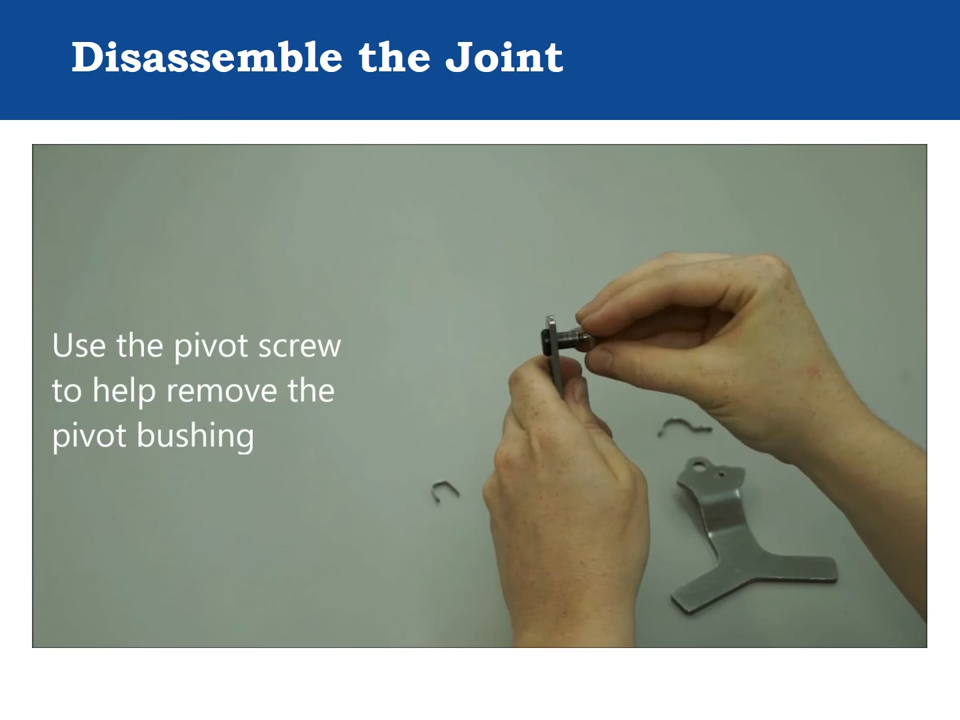 Disassemble the Joint
Use the pivot screw
to help remove the
pivot bushing